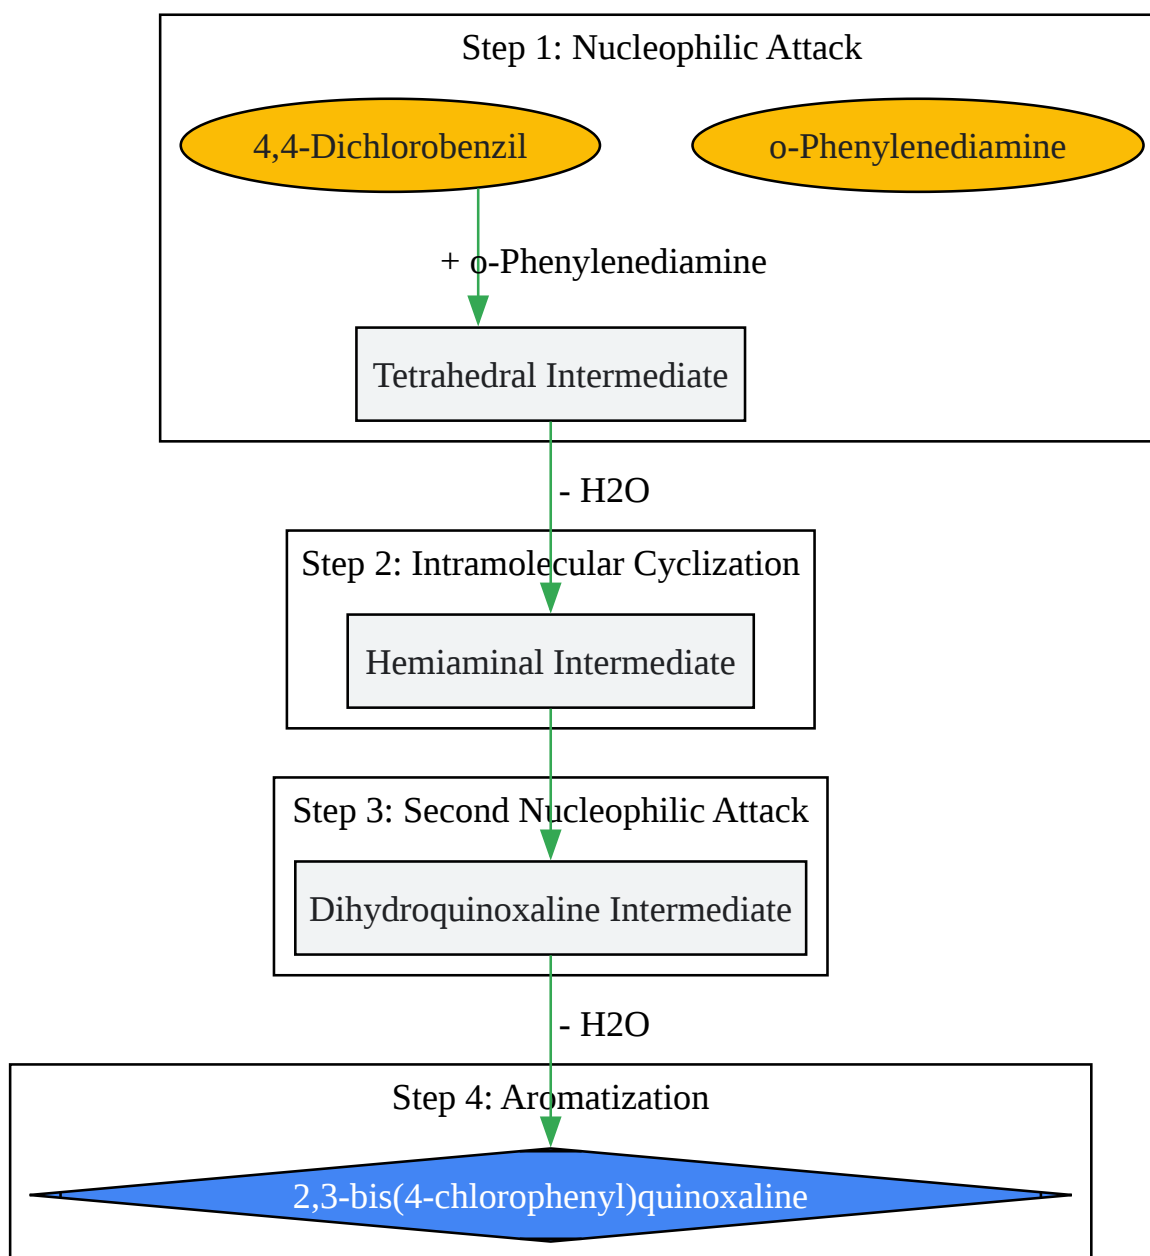 Step 1: Nucleophilic Attack
4,4-Dichlorobenzil
o-Phenylenediamine
+ o-Phenylenediamine
Tetrahedral Intermediate
- H2O
Step 2: Intramolecular Cyclization
Hemiaminal Intermediate
Step 3: Second Nucleophilic Attack
Dihydroquinoxaline Intermediate
- H2O
Step 4: Aromatization
2,3-bis(4-chlorophenyl)quinoxaline